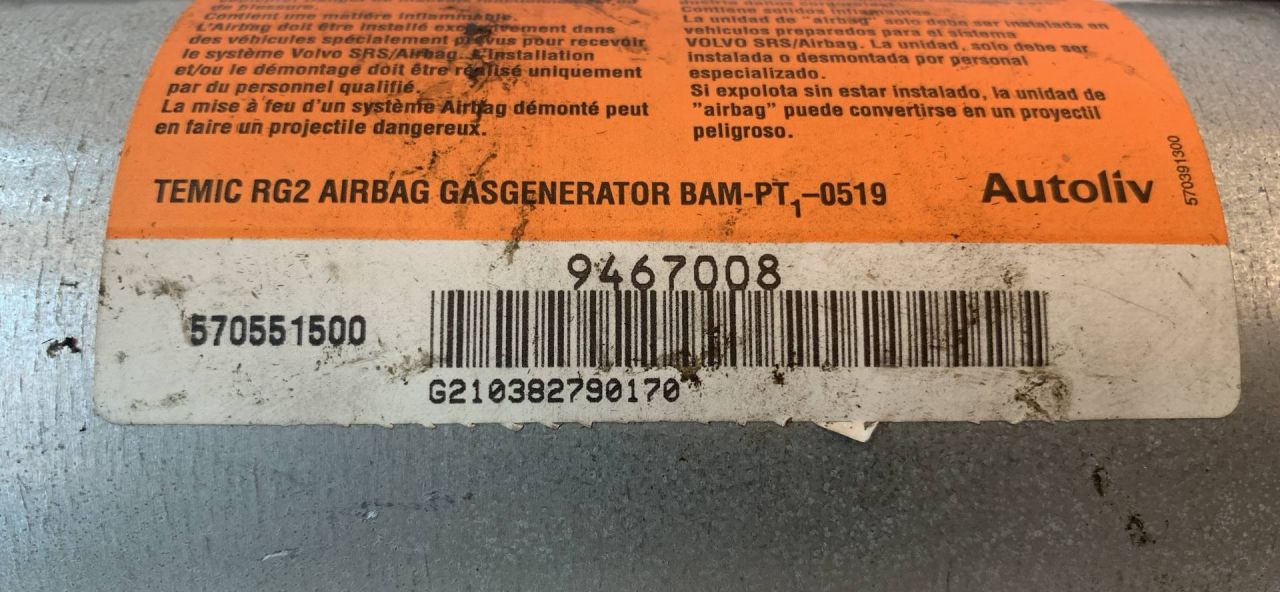 Contient une matière inflammable.
L'Airbag doit être installé exclusivement dans
des véhicules spécialement prévus pour recevoir
le système Volvo SRS/Airbag. L'installation
et/ou le démontage doit être réalisé uniquement
par du personnel qualifié.
La mise à feu d'un système Airbag démonté peut
en faire un projectile dangereux.
Contiene solidos inflamables.
La unidad de "airbag" solo debe ser instalada en
vehiculos preparados para el sistema
VOLVO SRS/Airbag. La unidad, solo debe ser
instalada o desmontada por personal
especializado.
Si expolota sin estar instalado, la unidad de
"airbag" puede convertirse en un proyectil
peligroso.
TEMIC RG2 AIRBAG GASGENERATOR BAM-PT1-0519
Autoliv
570391300
9467008
570551500
G210382790170